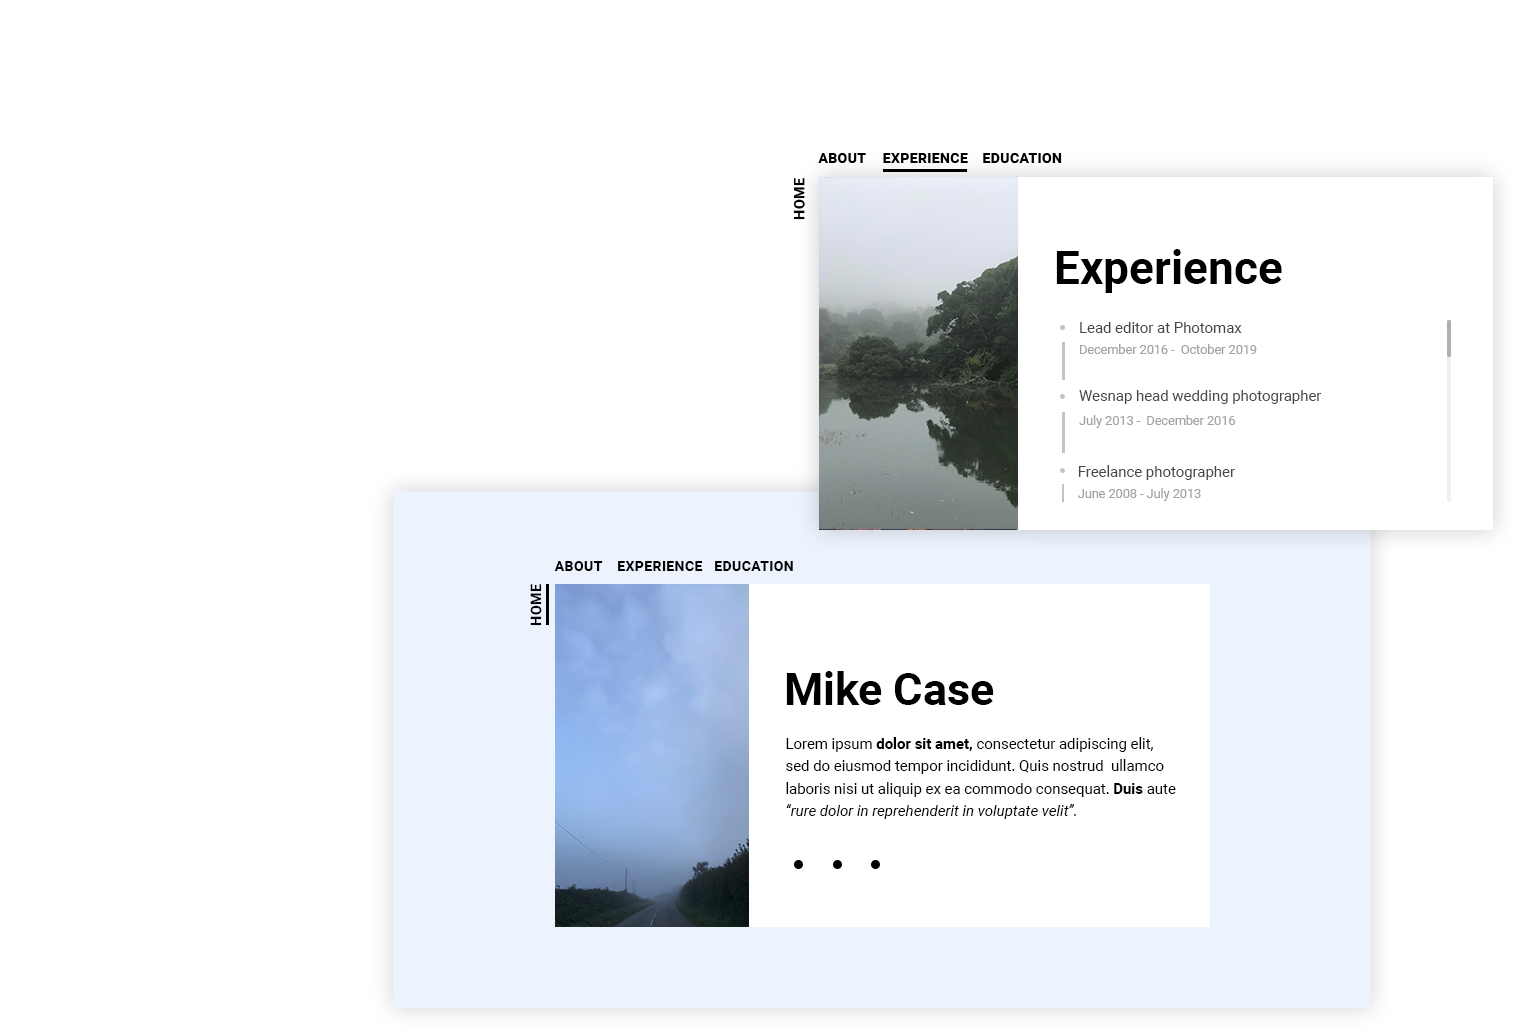 ABOUT EXPERIENCE EDUCATION
HOME
Experience
Lead editor at Photomax
December 2016 - October 2019
Wesnap head wedding photographer
July 2013 - December 2016
Freelance photographer
June 2008 - July 2013
ABOUT EXPERIENCE EDUCATION
HOME
Mike Case
Lorem ipsum dolor sit amet, consectetur adipiscing elit,
sed do eiusmod tempor incididunt. Quis nostrud ullamco
laboris nisi ut aliquip ex ea commodo consequat. Duis aute
“rure dolor in reprehenderit in voluptate velit”.